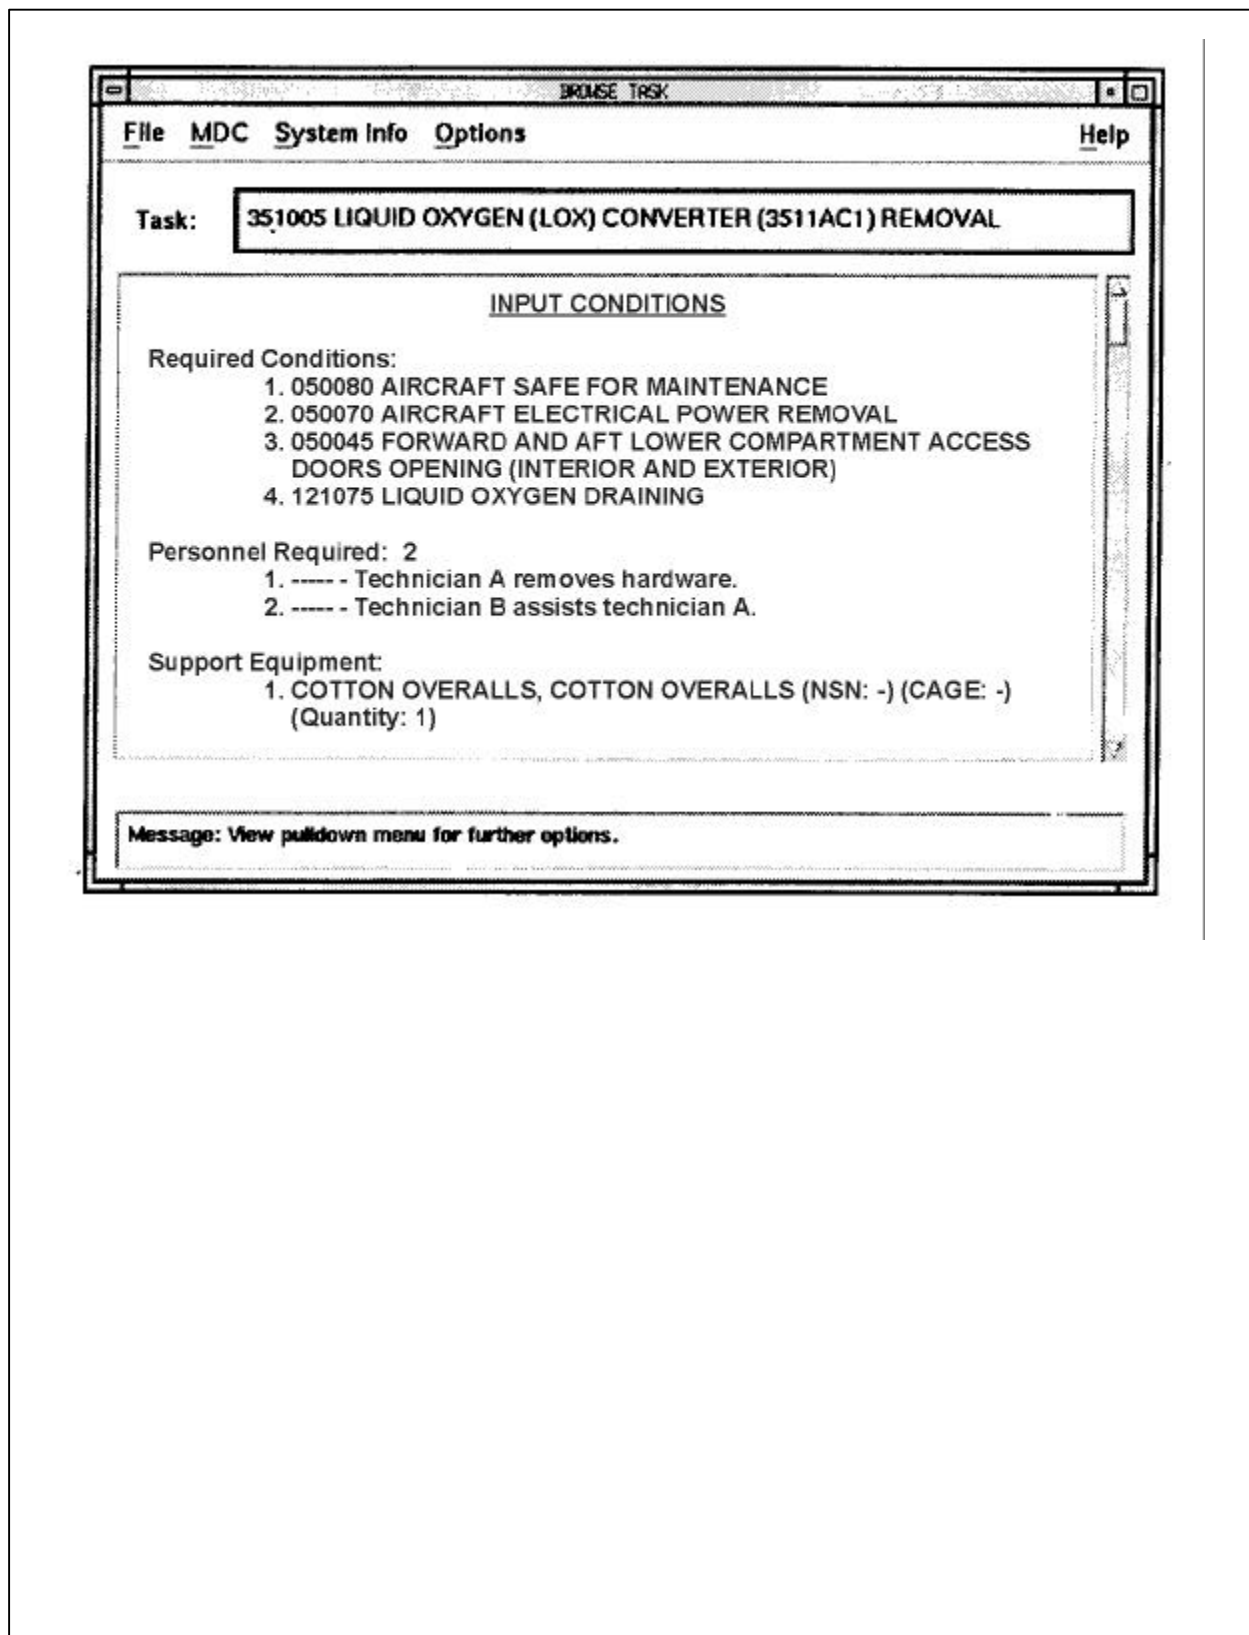 BROWSE TASK
File MDC System Info Options Help
Task: 351005 LIQUID OXYGEN (LOX) CONVERTER (3511AC1) REMOVAL
INPUT CONDITIONS
Required Conditions:
1. 050080 AIRCRAFT SAFE FOR MAINTENANCE
2. 050070 AIRCRAFT ELECTRICAL POWER REMOVAL
3. 050045 FORWARD AND AFT LOWER COMPARTMENT ACCESS
DOORS OPENING (INTERIOR AND EXTERIOR)
4. 121075 LIQUID OXYGEN DRAINING
Personnel Required: 2
1. ----- - Technician A removes hardware.
2. ----- - Technician B assists technician A.
Support Equipment:
1. COTTON OVERALLS, COTTON OVERALLS (NSN: -) (CAGE: -)
(Quantity: 1)
Message: View pulldown menu for further options.